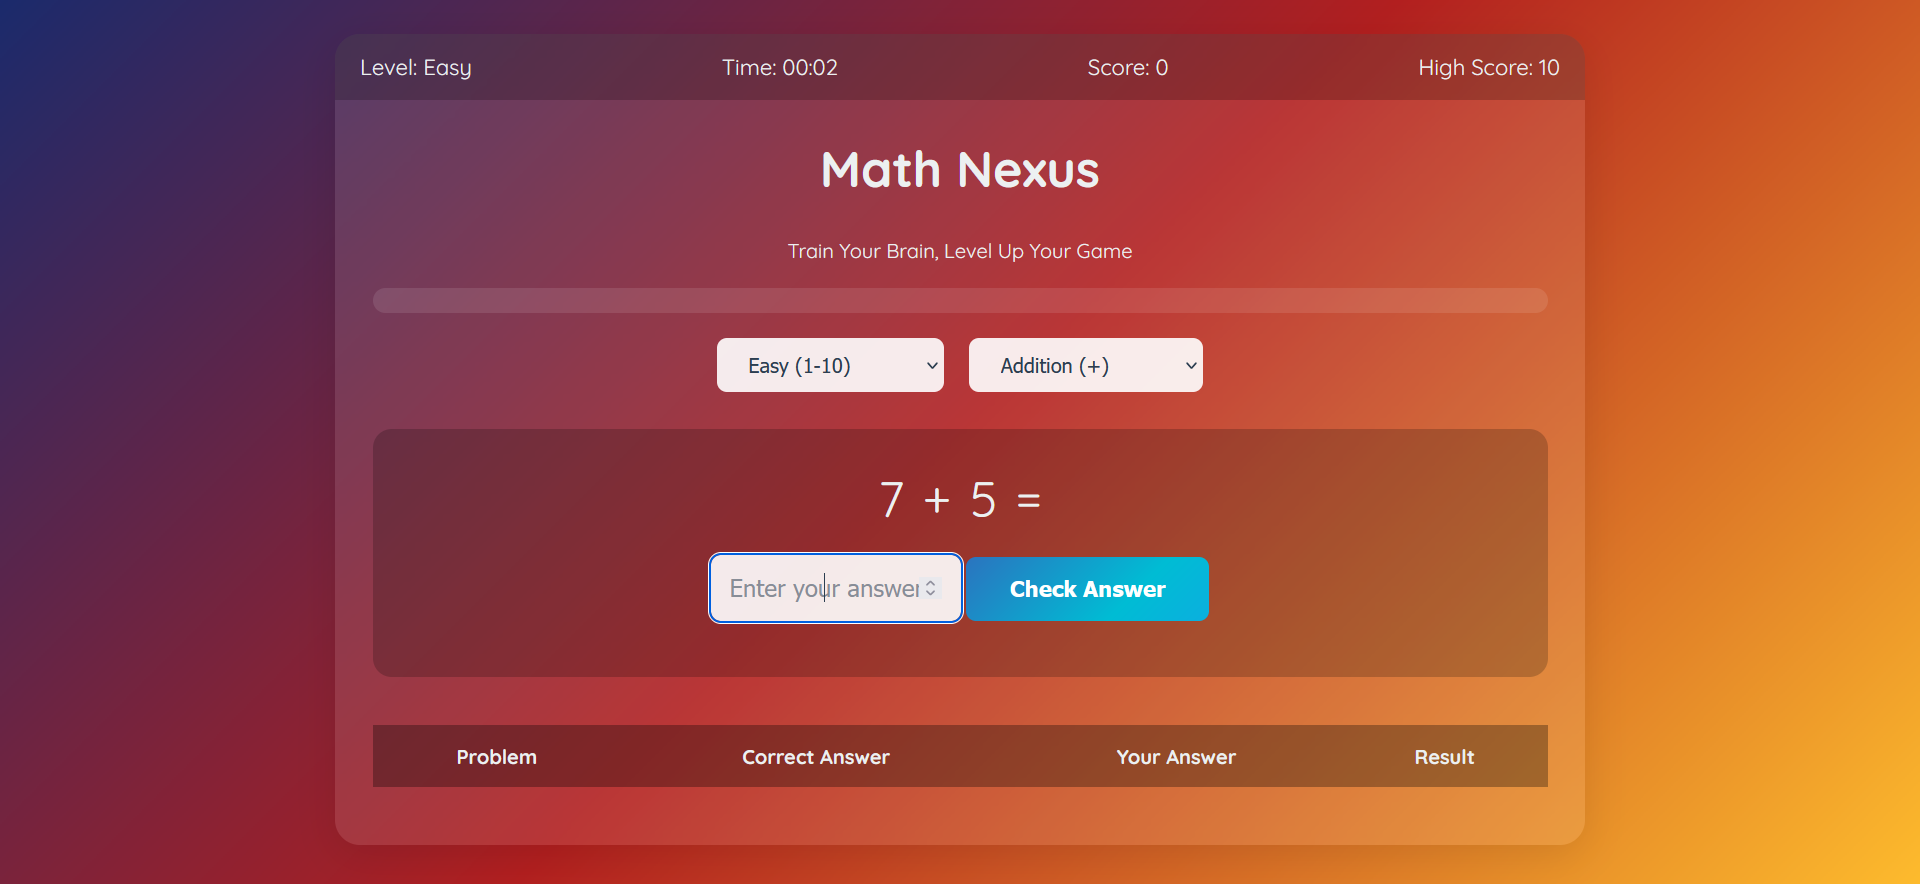 Level: Easy Time: 00:02 Score: 0 High Score: 10
Math Nexus
Train Your Brain, Level Up Your Game
Easy (1-10) Addition (+)
7 + 5 =
Enter your answer Check Answer
Problem Correct Answer Your Answer Result